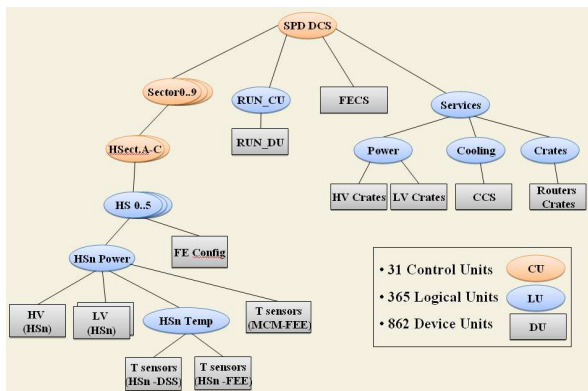 SPD DCS
Sector0..9
RUN_CU
FECS
Services
RUN_DU
HSect.A-C
Power
Cooling
Crates
HV Crates
LV Crates
CCS
Routers
Crates
HS 0..5
HSn Power
FE Config
HV
(HSn)
LV
(HSn)
HSn Temp
T sensors
(MCM-FEE)
T sensors
(HSn -DSS)
T sensors
(HSn -FEE)
• 31 Control Units
CU
• 365 Logical Units
LU
• 862 Device Units
DU